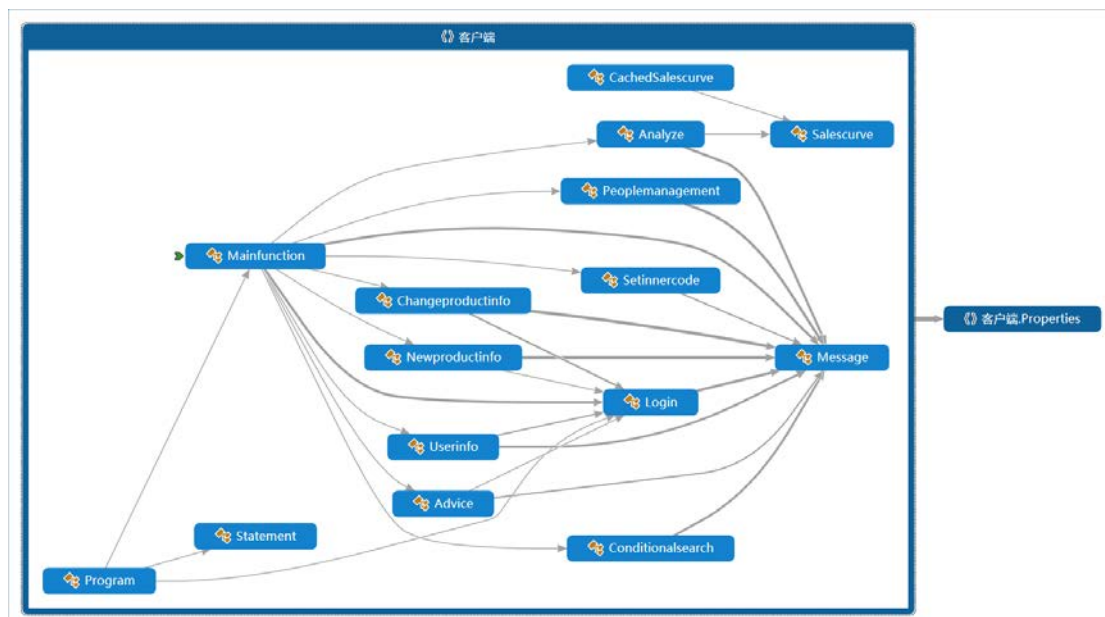 客户端
CachedSalescurve
Analyze
Salescurve
Peoplemanagement
Mainfunction
Setinnercode
Changeproductinfo
客户端.Properties
Newproductinfo
Message
Login
Userinfo
Advice
Statement
Conditionalsearch
Program